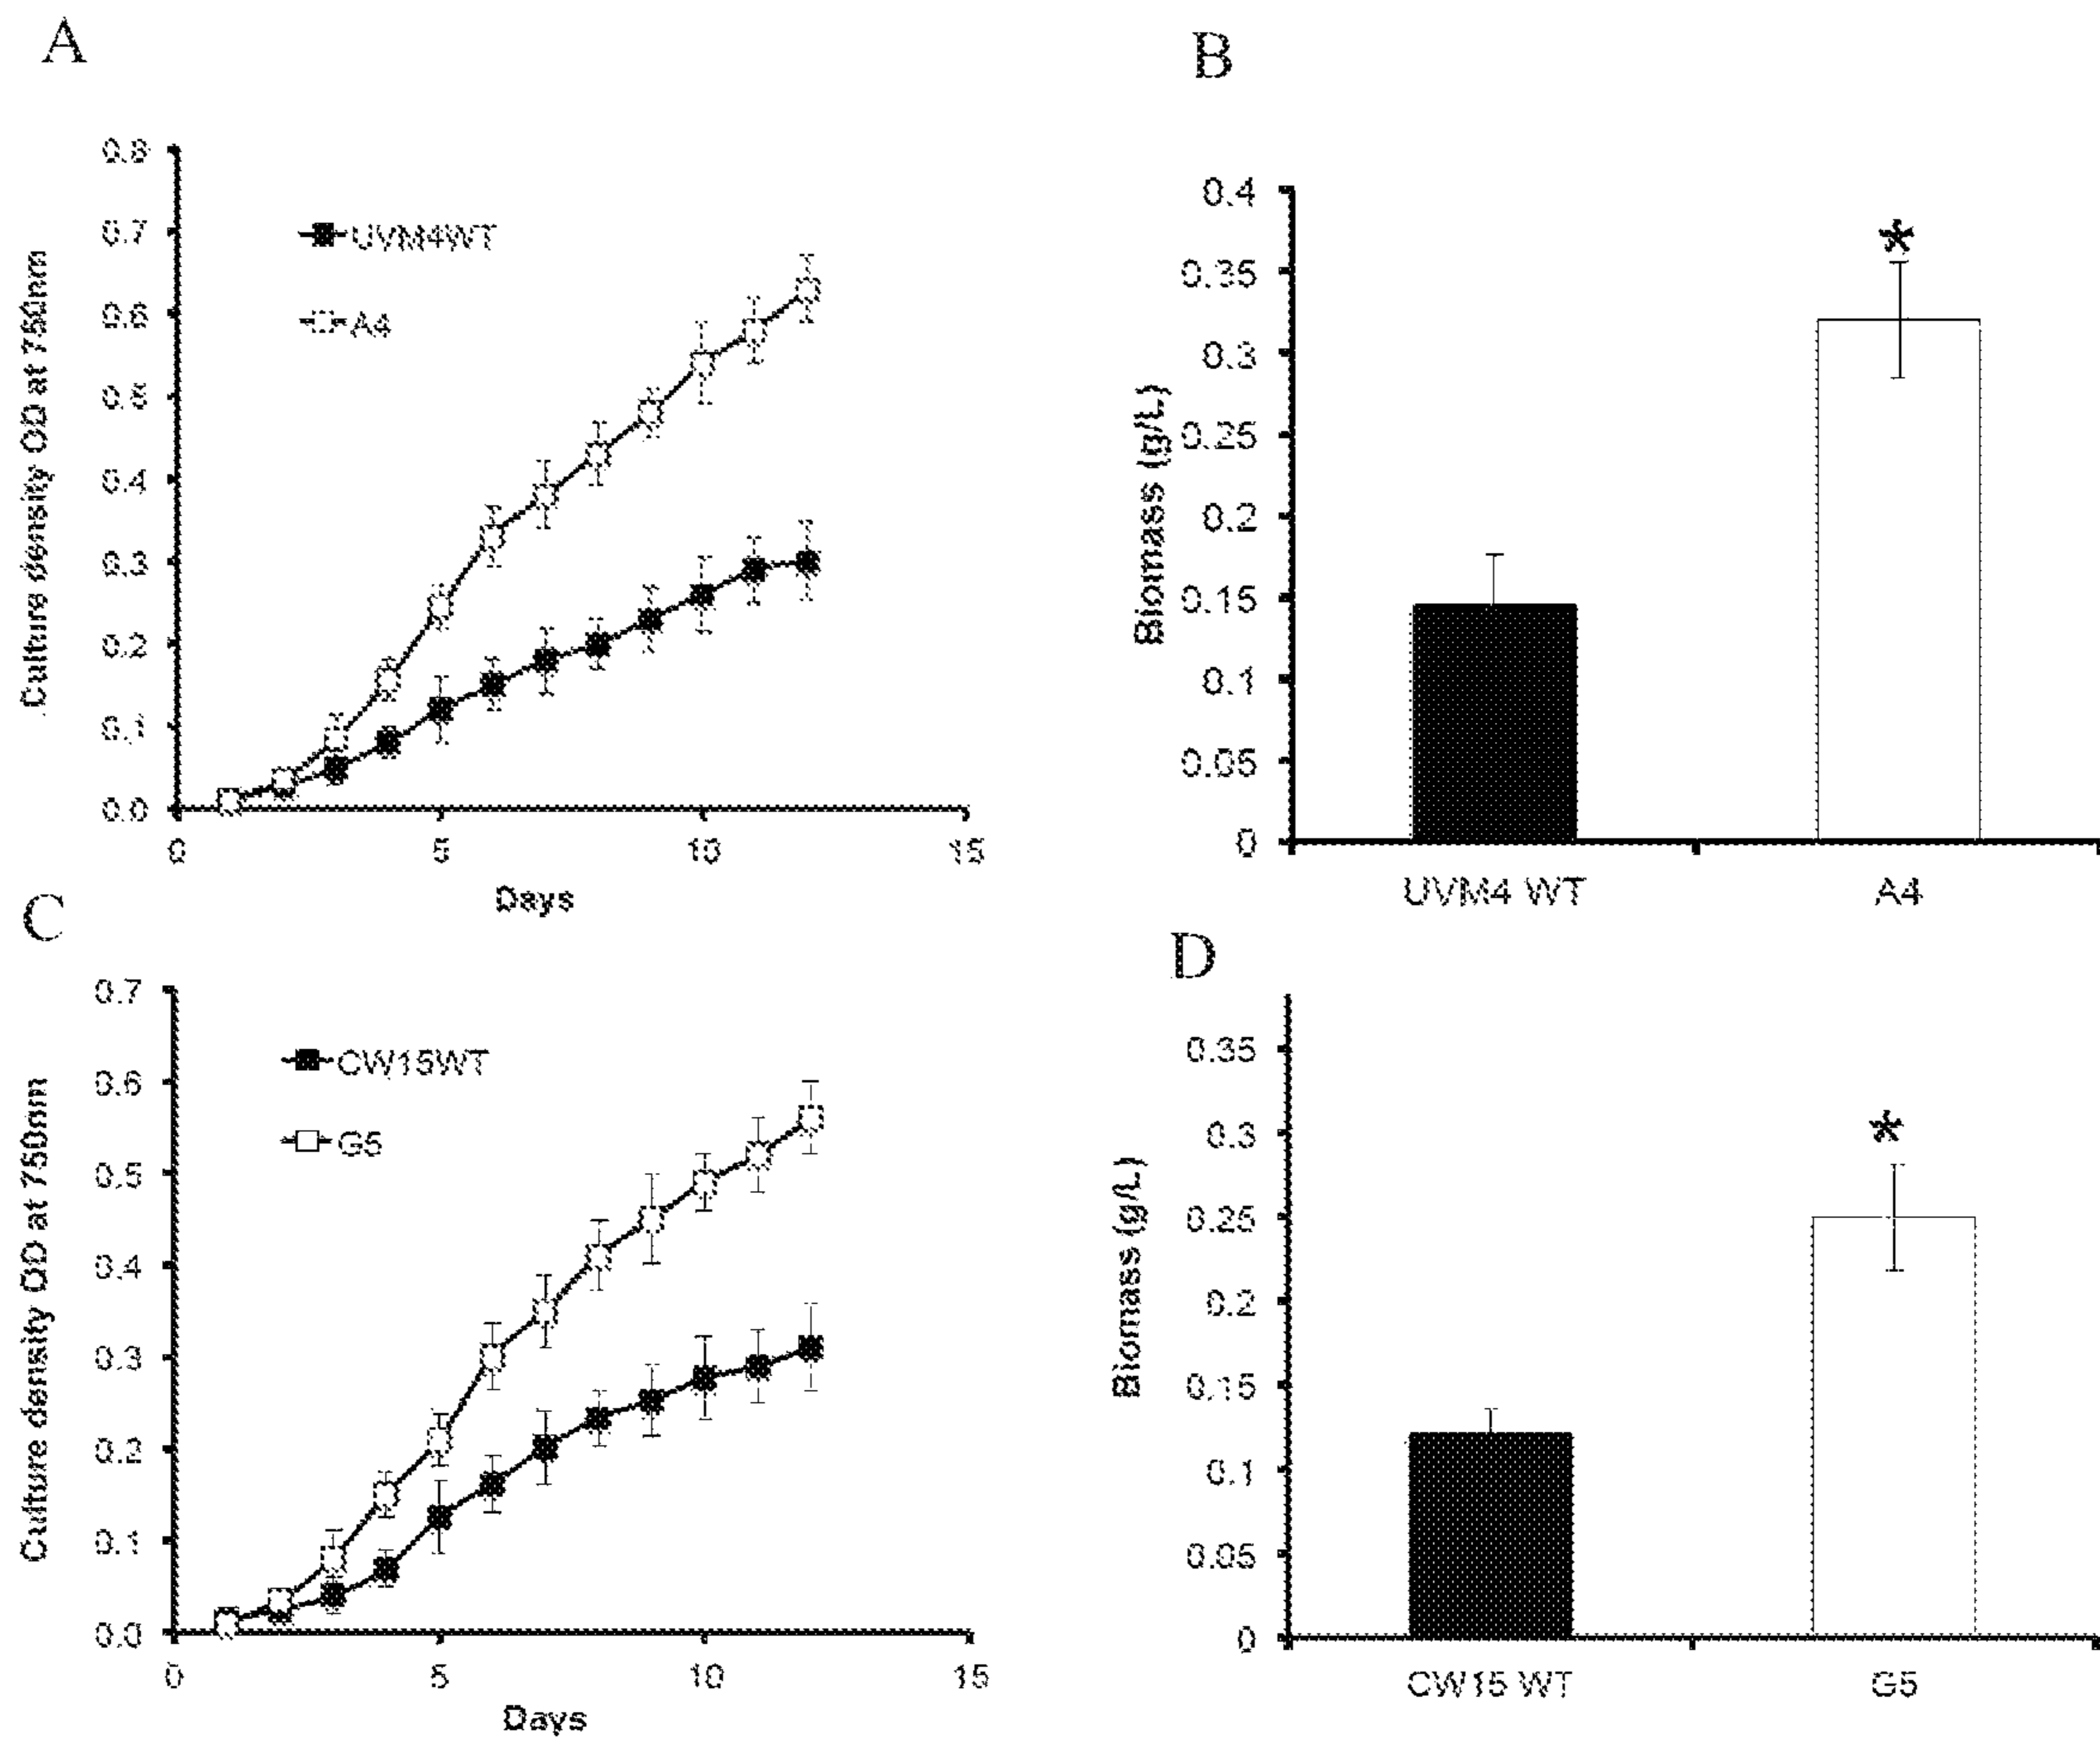 A
0.8
0.7
0.6
0.5
0.4
0.3
0.2
0.1
0.0
Culture density OD at 750nm
UVM4WT
A4
0
5
10
15
Days
B
0.4
0.35
0.3
0.25
0.2
0.15
0.1
0.05
0
Biomass (g/L)
*
UVM4 WT
A4
C
0.7
0.6
0.5
0.4
0.3
0.2
0.1
0.0
Culture density OD at 750nm
CW15WT
G5
0
5
10
15
Days
D
0.35
0.3
0.25
0.2
0.15
0.1
0.05
0
Biomass (g/L)
*
CW15 WT
G5